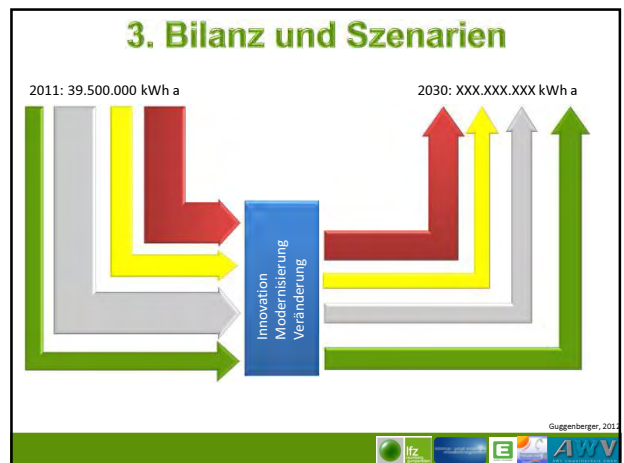 3. Bilanz und Szenarien
2011: 39.500.000 kWh a
2030: XXX.XXX.XXX kWh a
Innovation
Modernisierung
Veränderung
Guggenberger, 2012
lfz
E
AWV